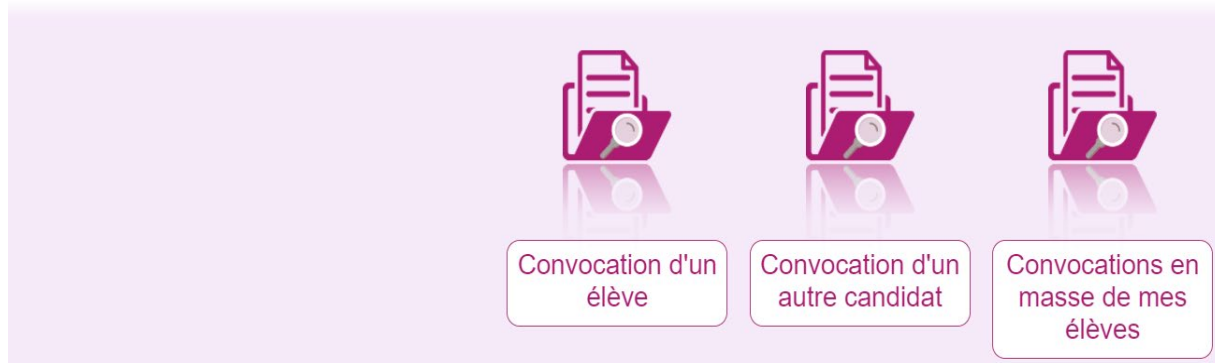 Convocation d'un
élève
Convocation d'un
autre candidat
Convocations en
masse de mes
élèves